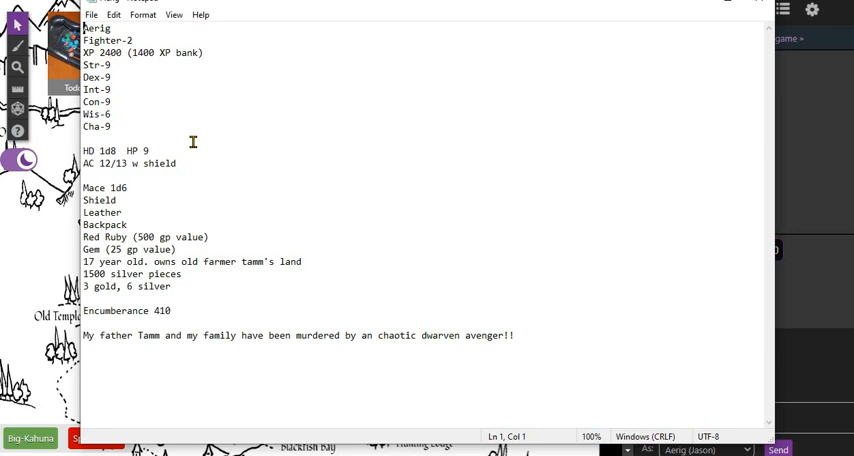 File Edit Format View Help
game »
Aerig
Fighter-2
XP 2400 (1400 XP bank)
Str-9
Dex-9
Int-9
Con-9
Wis-6
Cha-9
HD 1d8 HP 9
AC 12/13 w shield
Mace 1d6
Shield
Leather
Backpack
Red Ruby (500 gp value)
Gem (25 gp value)
17 year old. owns old farmer tamm's land
1500 silver pieces
3 gold, 6 silver
Encumberance 410
My father Tamm and my family have been murdered by an chaotic dwarven avenger!!
Old Temple
Ln 1, Col 1 100% Windows (CRLF) UTF-8
Big-Kahuna
Blackfish Bay
Hunting Lodge
As: Aerig (Jason) Send